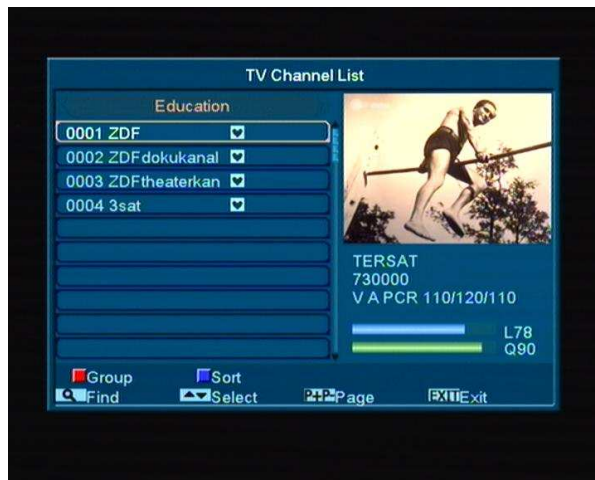 TV Channel List
Education
0001 ZDF
0002 ZDFdokukanal
0003 ZDFtheaterkan
0004 3sat
TERSAT
730000
V A PCR 110/120/110
L78
Q90
Group
Sort
Find
Select
P+P- Page
EXIT Exit